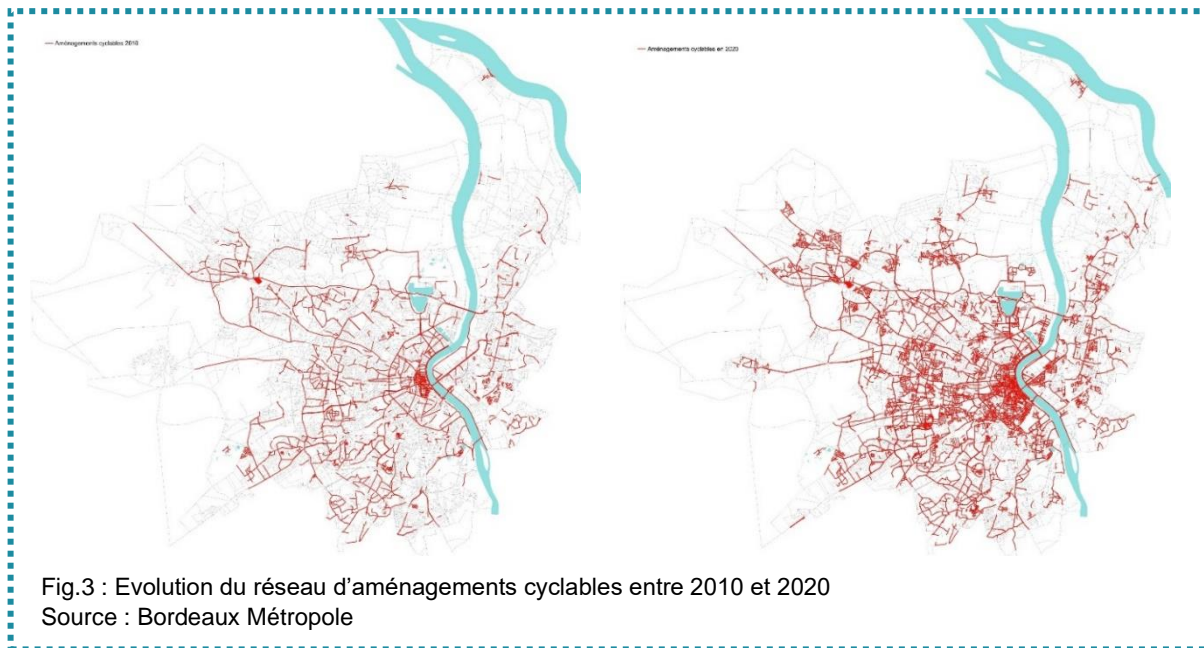 Aménagements cyclables 2010
Aménagements cyclables en 2020
Fig.3 : Evolution du réseau d’aménagements cyclables entre 2010 et 2020
Source : Bordeaux Métropole